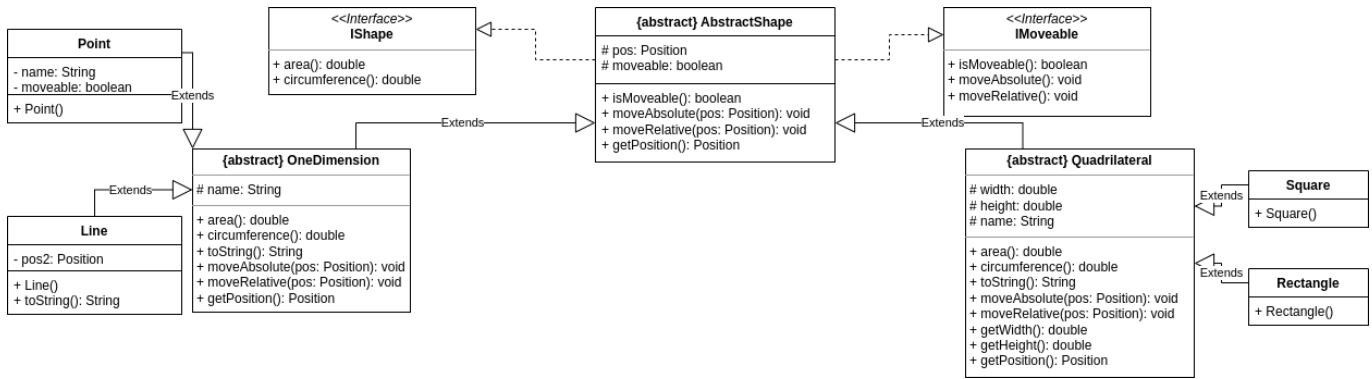 Point
- name: String
- moveable: boolean
+ Point()
Extends
<<Interface>>
IShape
+ area(): double
+ circumference(): double
{abstract} AbstractShape
# pos: Position
# moveable: boolean
+ isMoveable(): boolean
+ moveAbsolute(pos: Position): void
+ moveRelative(pos: Position): void
+ getPosition(): Position
<<Interface>>
IMoveable
+ isMoveable(): boolean
+ moveAbsolute(): void
+ moveRelative(): void
Extends
Extends
{abstract} OneDimension
# name: String
+ area(): double
+ circumference(): double
+ toString(): String
+ moveAbsolute(pos: Position): void
+ moveRelative(pos: Position): void
+ getPosition(): Position
Extends
Line
- pos2: Position
+ Line()
+ toString(): String
{abstract} Quadrilateral
# width: double
# height: double
# name: String
+ area(): double
+ circumference(): double
+ toString(): String
+ moveAbsolute(pos: Position): void
+ moveRelative(pos: Position): void
+ getWidth(): double
+ getHeight(): double
+ getPosition(): Position
Extends
Square
+ Square()
Extends
Rectangle
+ Rectangle()